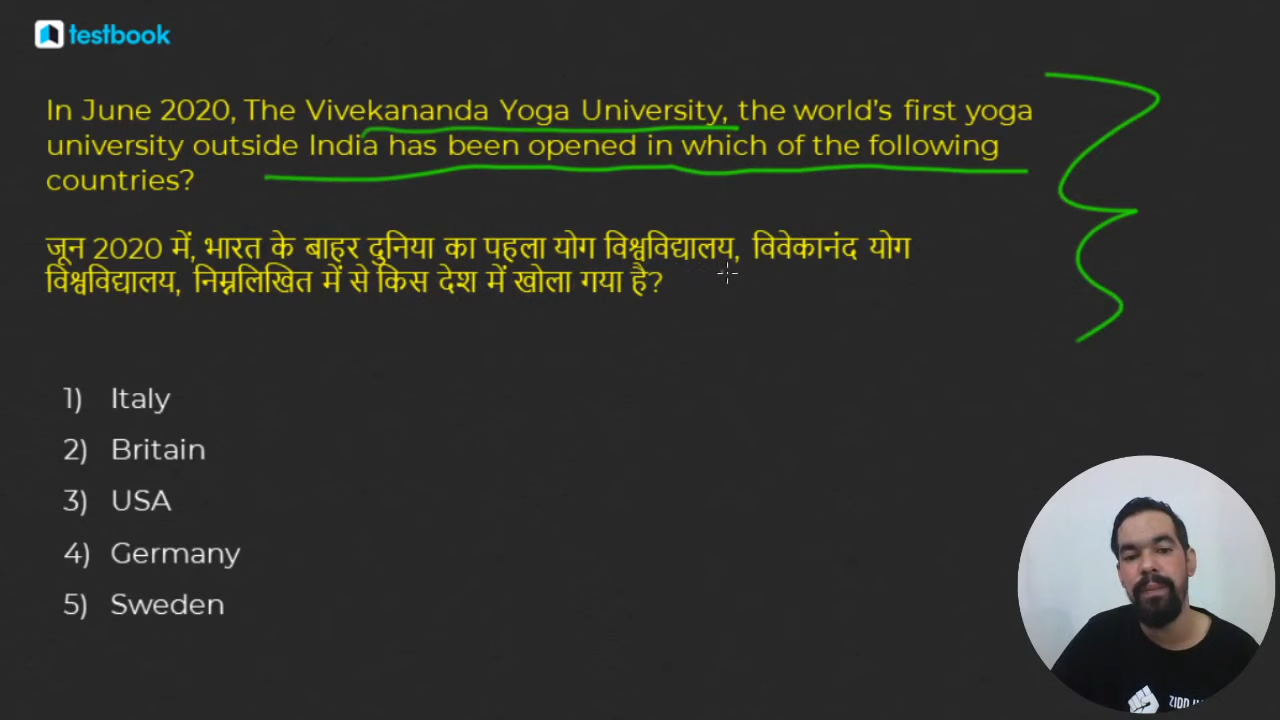 testbook
In June 2020, The Vivekananda Yoga University, the world's first yoga
university outside India has been opened in which of the following
countries?
जून 2020 में, भारत के बाहर दुनिया का पहला योग विश्वविद्यालय, विवेकानंद योग
विश्वविद्यालय, निम्नलिखित में से किस देश में खोला गया है?
1) Italy
2) Britain
3) USA
4) Germany
5) Sweden